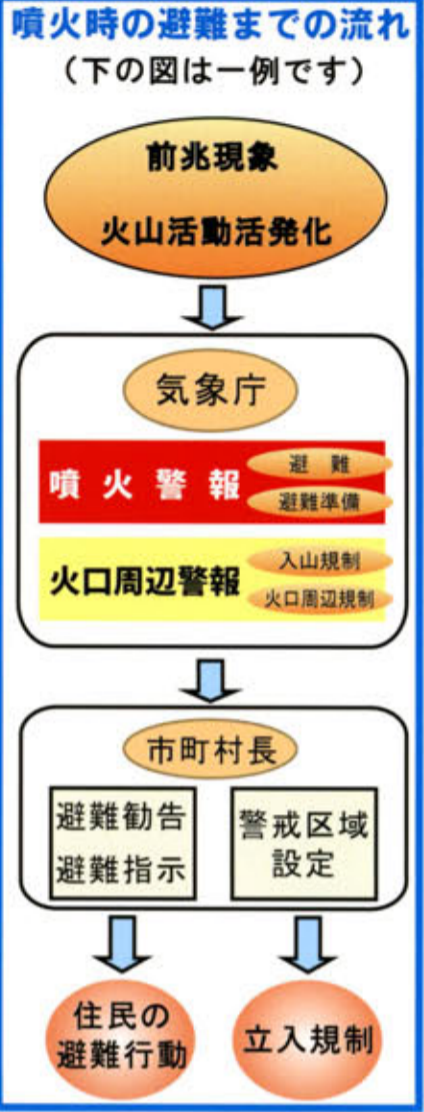 噴火時の避難までの流れ
（下の図は一例です）
前兆現象
火山活動活発化
気象庁
噴火警報
避難
避難準備
火口周辺警報
入山規制
火口周辺規制
市町村長
避難勧告
避難指示
警戒区域
設定
住民の
避難行動
立入規制